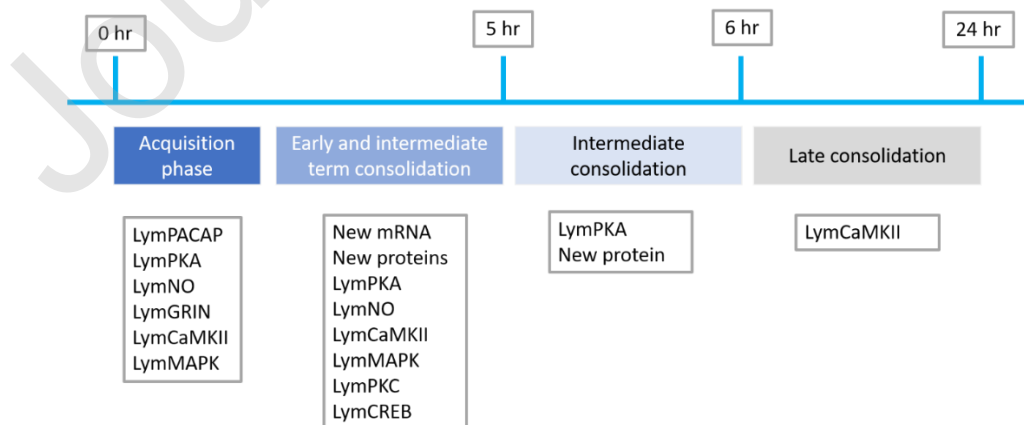 0 hr
5 hr
6 hr
24 hr
Acquisition
phase
Early and intermediate
term consolidation
Intermediate
consolidation
Late consolidation
LymPACAP
LymPKA
LymNO
LymGRIN
LymCaMKII
LymMAPK
New mRNA
New proteins
LymPKA
LymNO
LymCaMKII
LymMAPK
LymPKC
LymCREB
LymPKA
New protein
LymCaMKII
Jou